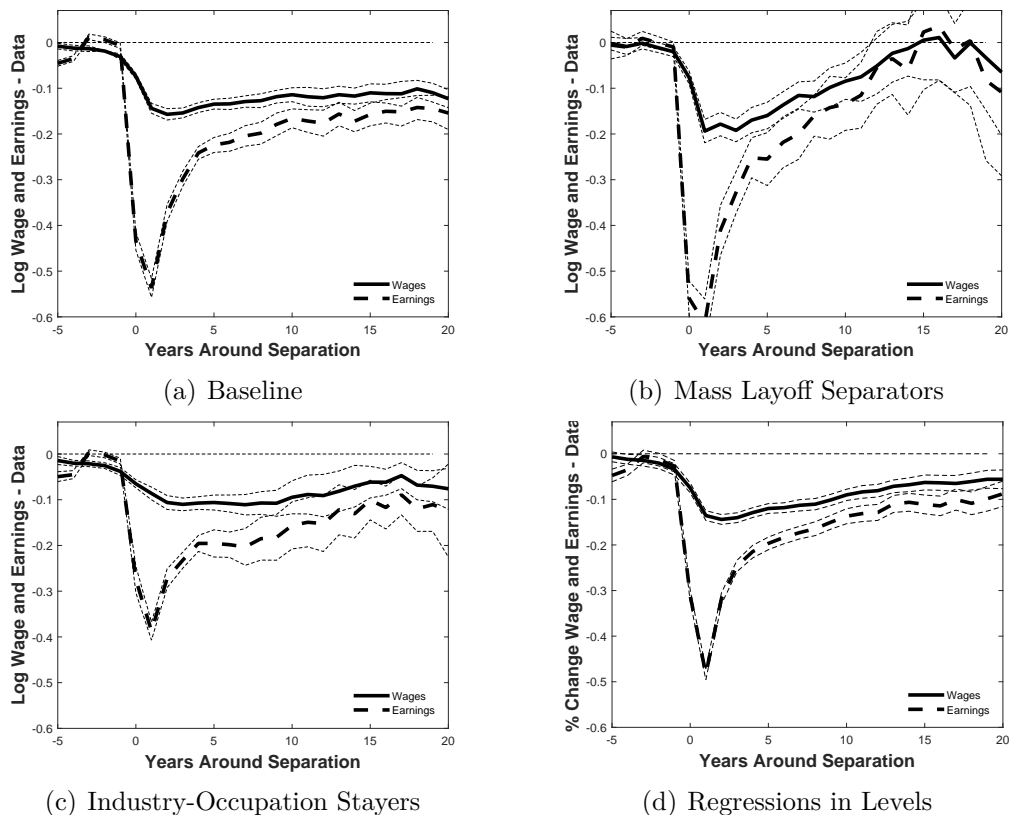 Log Wage and Earnings - Data
0
-0.1
-0.2
-0.3
-0.4
-0.5
-0.6
-5 0 5 10 15 20
Years Around Separation
Wages
Earnings
(a) Baseline
Log Wage and Earnings - Data
0
-0.1
-0.2
-0.3
-0.4
-0.5
-0.6
-5 0 5 10 15 20
Years Around Separation
Wages
Earnings
(b) Mass Layoff Separators
Log Wage and Earnings - Data
0
-0.1
-0.2
-0.3
-0.4
-0.5
-0.6
-5 0 5 10 15 20
Years Around Separation
Wages
Earnings
(c) Industry-Occupation Stayers
% Change Wage and Earnings - Data
0
-0.1
-0.2
-0.3
-0.4
-0.5
-0.6
-5 0 5 10 15 20
Years Around Separation
Wages
Earnings
(d) Regressions in Levels